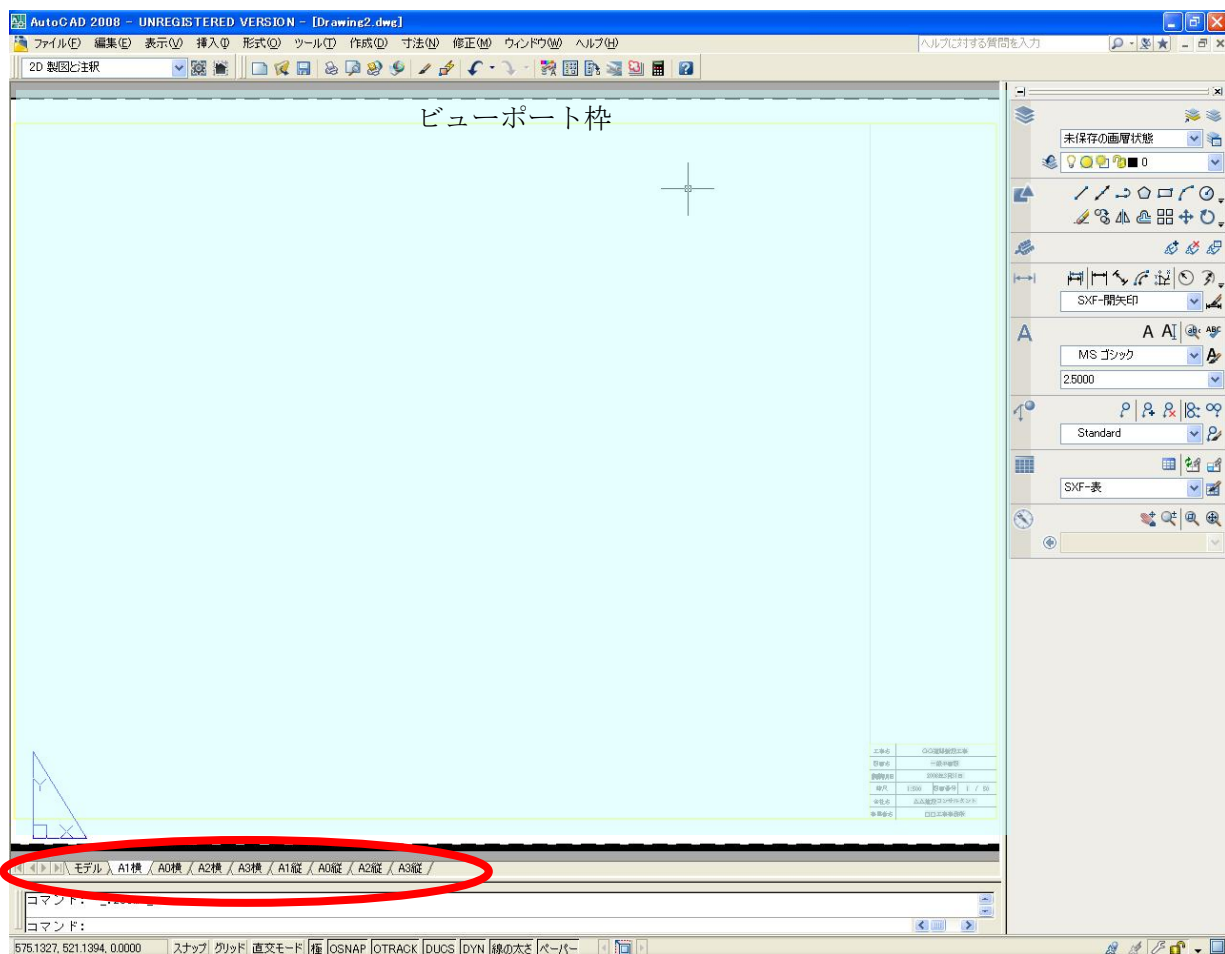 AutoCAD 2008 - UNREGISTERED VERSION - [Drawing2.dwg]
ファイル(F) 編集(E) 表示(V) 挿入(I) 形式(O) ツール(T) 作成(D) 寸法(N) 修正(M) ウィンドウ(W) ヘルプ(H) ヘルプに対する質問を入力
2D 製図と注釈
ビューポート枠
未保存の画層状態
0
SXF-開矢印
MS ゴシック
2.5000
Standard
SXF-表
Y
X
モデル A1横 A0横 A2横 A3横 A1縦 A0縦 A2縦 A3縦
コマンド:
コマンド:
575.1327, 521.1394, 0.0000 スナップ グリッド 直交モード 極 OSNAP OTRACK DUCS DYN 線の太さ ペーパー